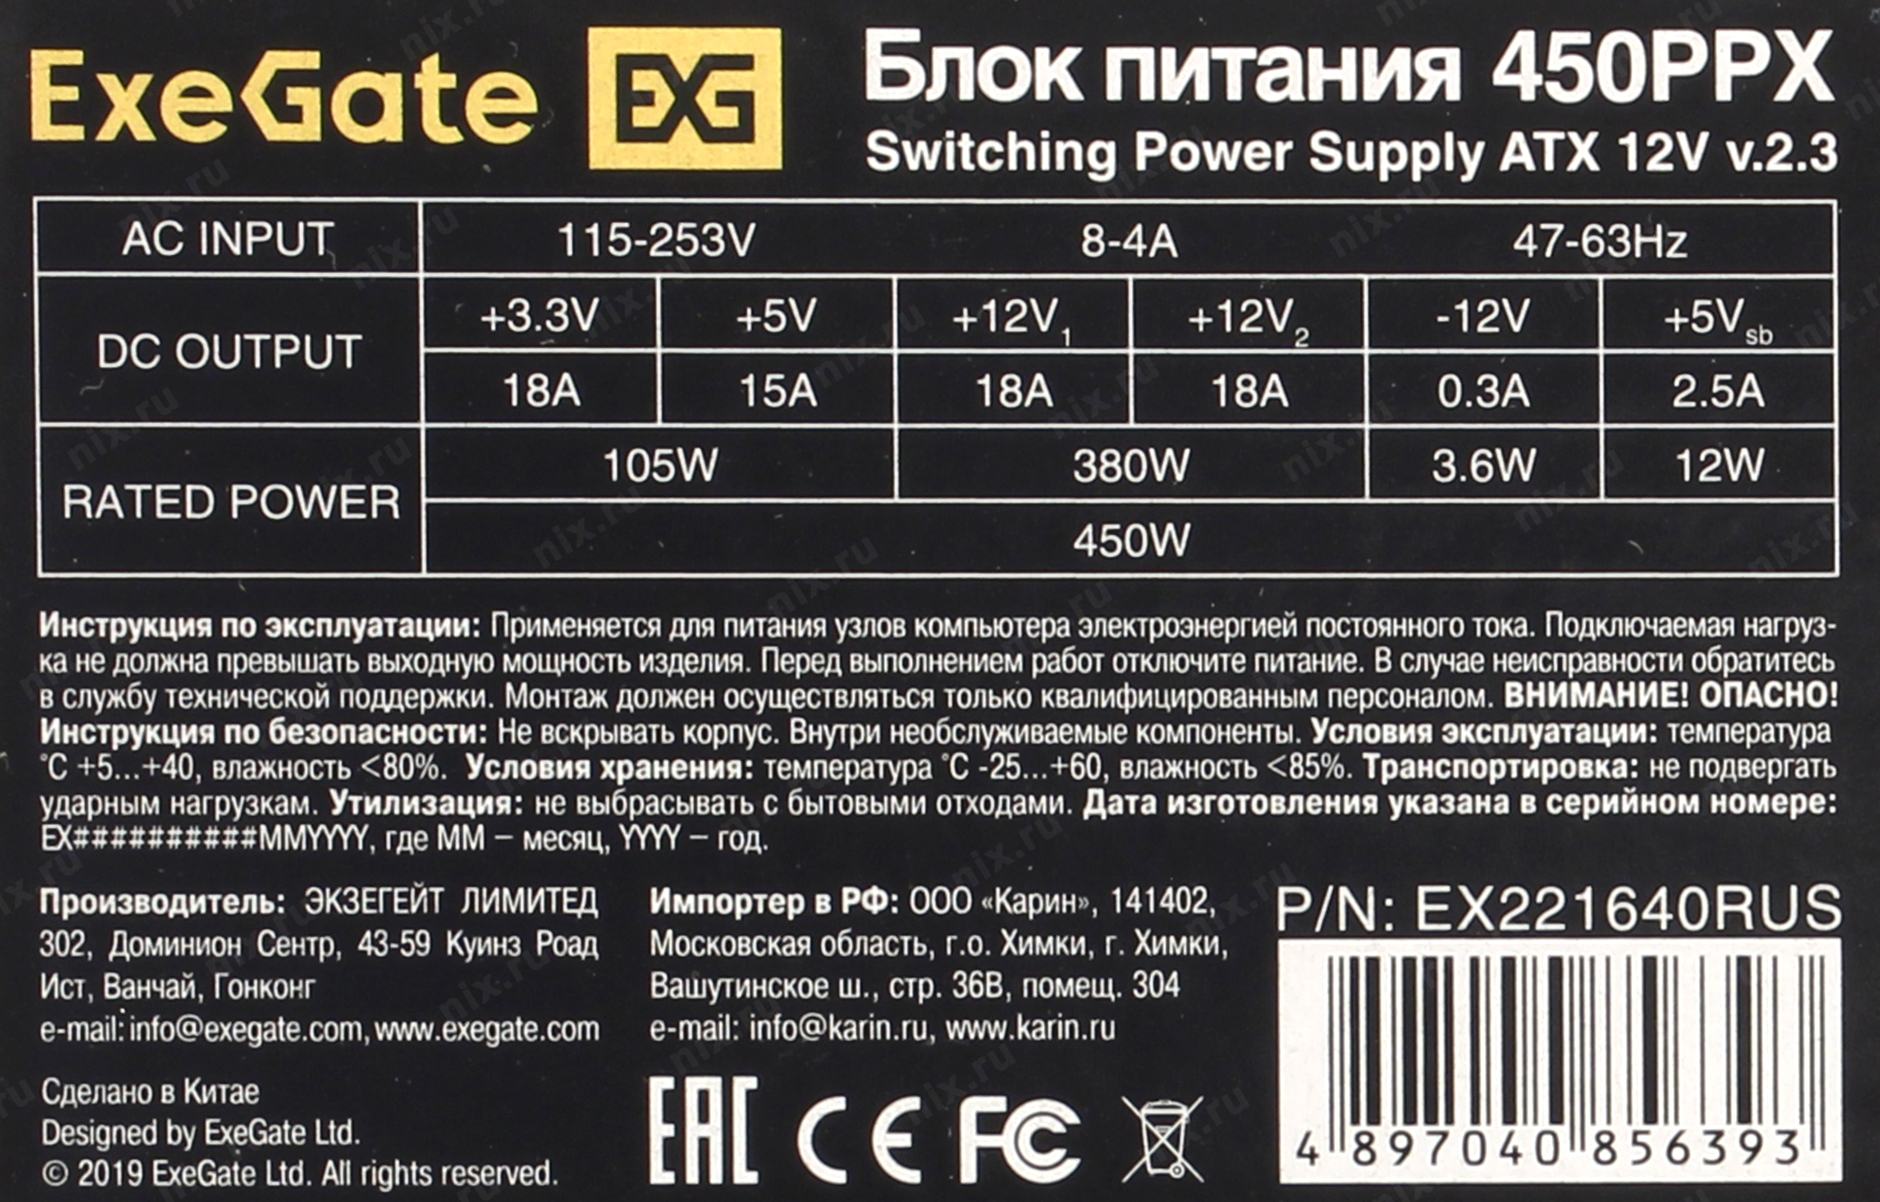 ExeGate EXG Блок питания 450PPX
Switching Power Supply ATX 12V v.2.3
AC INPUT 115-253V 8-4A 47-63Hz
DC OUTPUT +3.3V +5V +12V1 +12V2 -12V +5Vsb
18A 15A 18A 18A 0.3A 2.5A
RATED POWER 105W 380W 3.6W 12W
450W
Инструкция по эксплуатации: Применяется для питания узлов компьютера электроэнергией постоянного тока. Подключаемая нагруз-
ка не должна превышать выходную мощность изделия. Перед выполнением работ отключите питание. В случае неисправности обратитесь
в службу технической поддержки. Монтаж должен осуществляться только квалифицированным персоналом. ВНИМАНИЕ! ОПАСНО!
Инструкция по безопасности: Не вскрывать корпус. Внутри необслуживаемые компоненты. Условия эксплуатации: температура
°C +5...+40, влажность <80%. Условия хранения: температура °C -25...+60, влажность <85%. Транспортировка: не подвергать
ударным нагрузкам. Утилизация: не выбрасывать с бытовыми отходами. Дата изготовления указана в серийном номере:
EX##########MMYYYY, где MM – месяц, YYYY – год.
Производитель: ЭКЗЕГЕЙТ ЛИМИТЕД
302, Доминион Сентр, 43-59 Куинз Роад
Ист, Ванчай, Гонконг
e-mail: info@exegate.com, www.exegate.com
Импортер в РФ: ООО «Карин», 141402,
Московская область, г.о. Химки, г. Химки,
Вашутинское ш., стр. 36В, помещ. 304
e-mail: info@karin.ru, www.karin.ru
P/N: EX221640RUS
4 897040 856393
Сделано в Китае
Designed by ExeGate Ltd.
© 2019 ExeGate Ltd. All rights reserved.
EAC CE FC
nix.ru